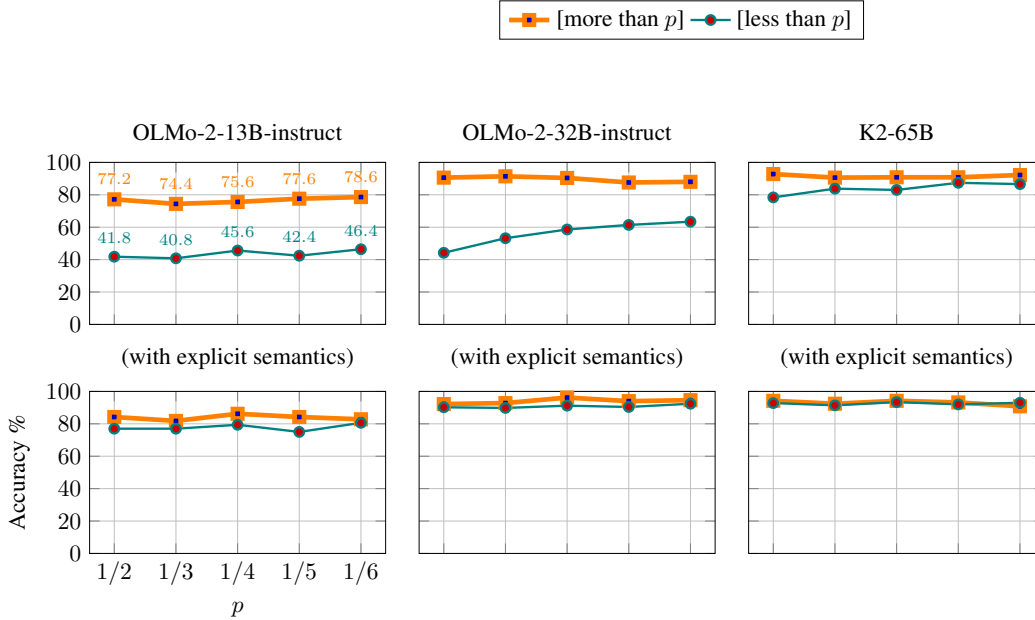 [more than p] [less than p]
OLMo-2-13B-instruct OLMo-2-32B-instruct K2-65B
100
80
60
40
20
0
77.2 74.4 75.6 77.6 78.6
41.8 40.8 45.6 42.4 46.4
(with explicit semantics) (with explicit semantics) (with explicit semantics)
100
80
60
40
20
0
Accuracy %
1/2 1/3 1/4 1/5 1/6
p